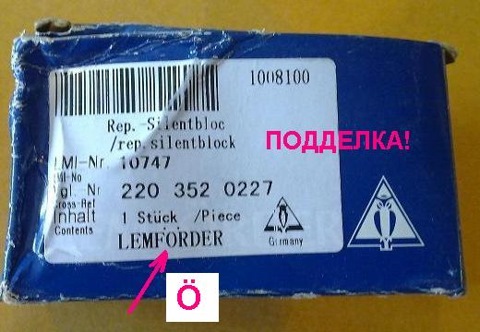 1008100
Rep.-Silentbloc
/rep.silentblock
ПОДДЕЛКА!
LMI-Nr. 10747
LMI-No
Vgl. Nr 220 352 0227
Cross-Ref
Inhalt 1 Stück /Piece
Contents
LEMFÖRDER
Germany
Ö